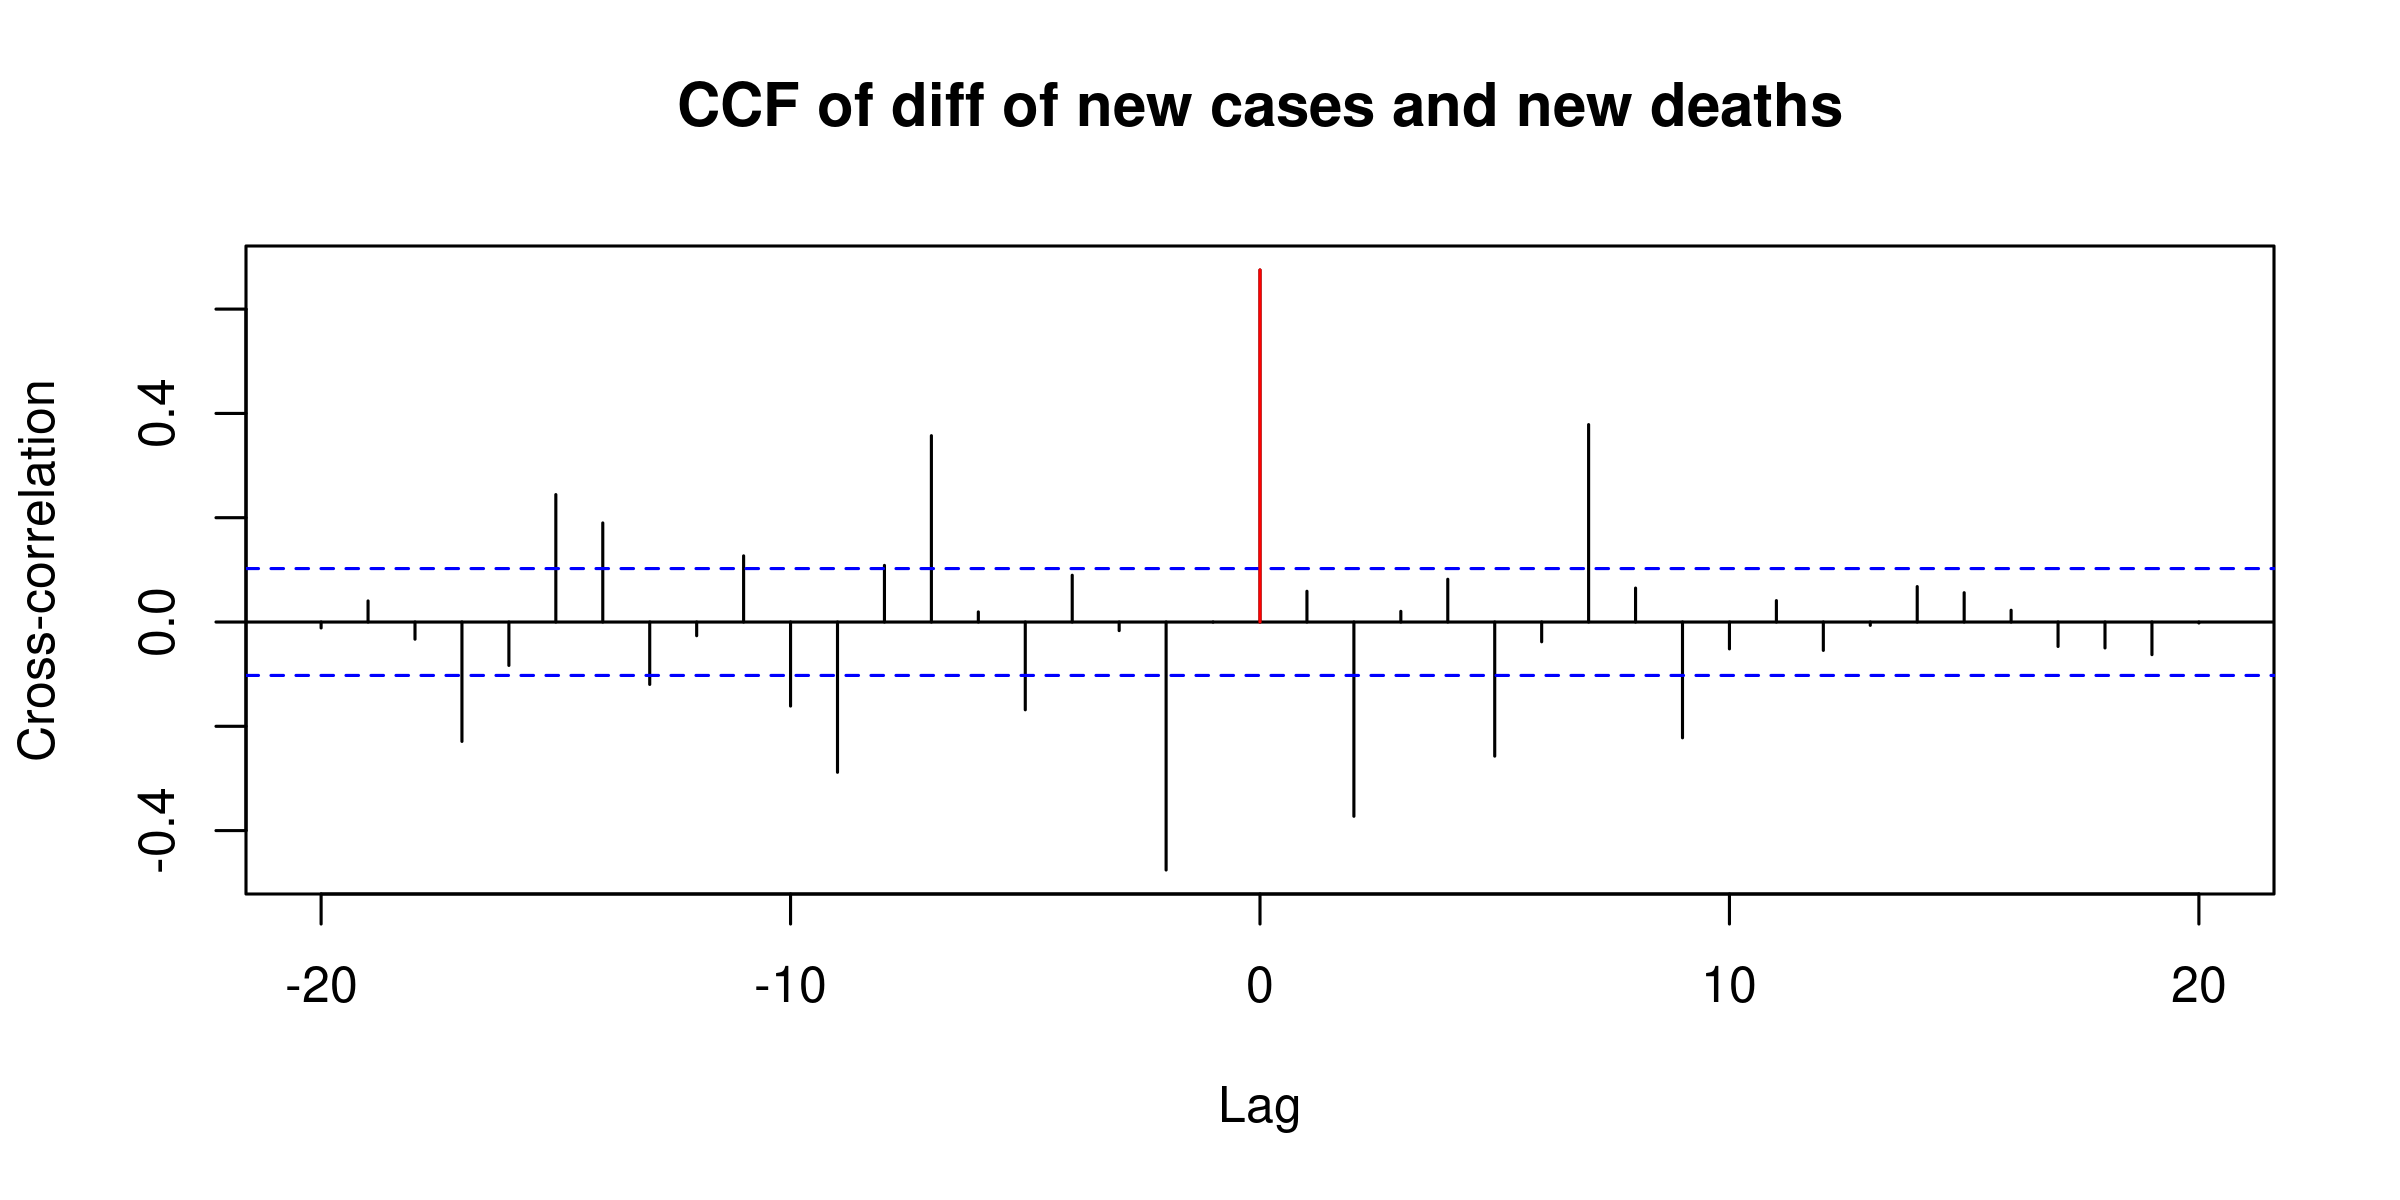 CCF of diff of new cases and new deaths
Cross-correlation
0.4
0.0
-0.4
-20
-10
0
10
20
Lag